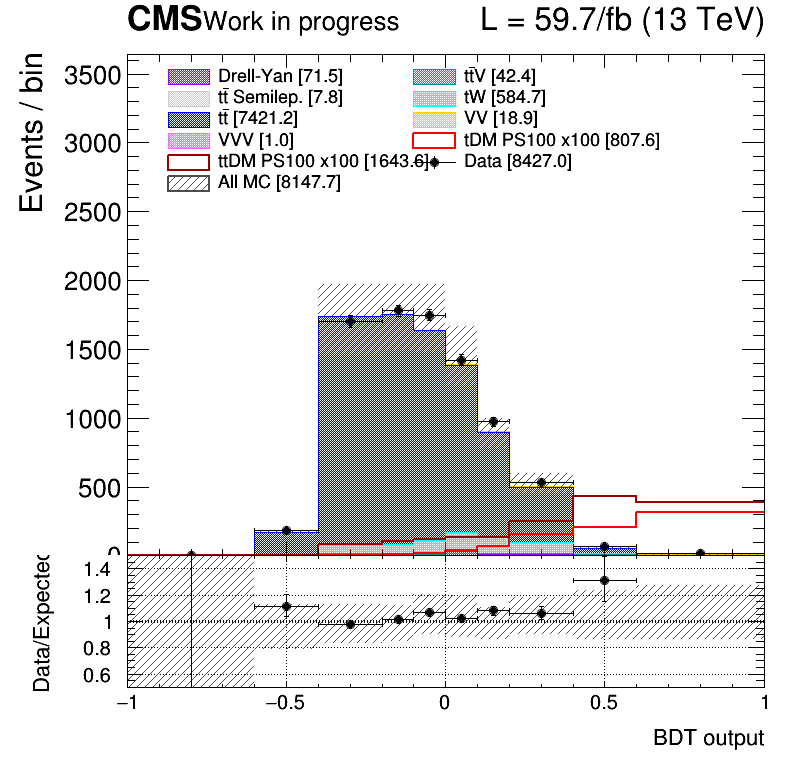 CMS Work in progress L = 59.7/fb (13 TeV)
Events / bin
3500
3000
2500
2000
1500
1000
500
0
Drell-Yan [71.5] tt̄V [42.4]
tt̄ Semilep. [7.8] tW [584.7]
tt̄ [7421.2] VV [18.9]
VVV [1.0] tDM PS100 x100 [807.6]
ttDM PS100 x100 [1643.6] Data [8427.0]
All MC [8147.7]
Data/Expected
1.4
1.2
1
0.8
0.6
−1 −0.5 0 0.5 1
BDT output